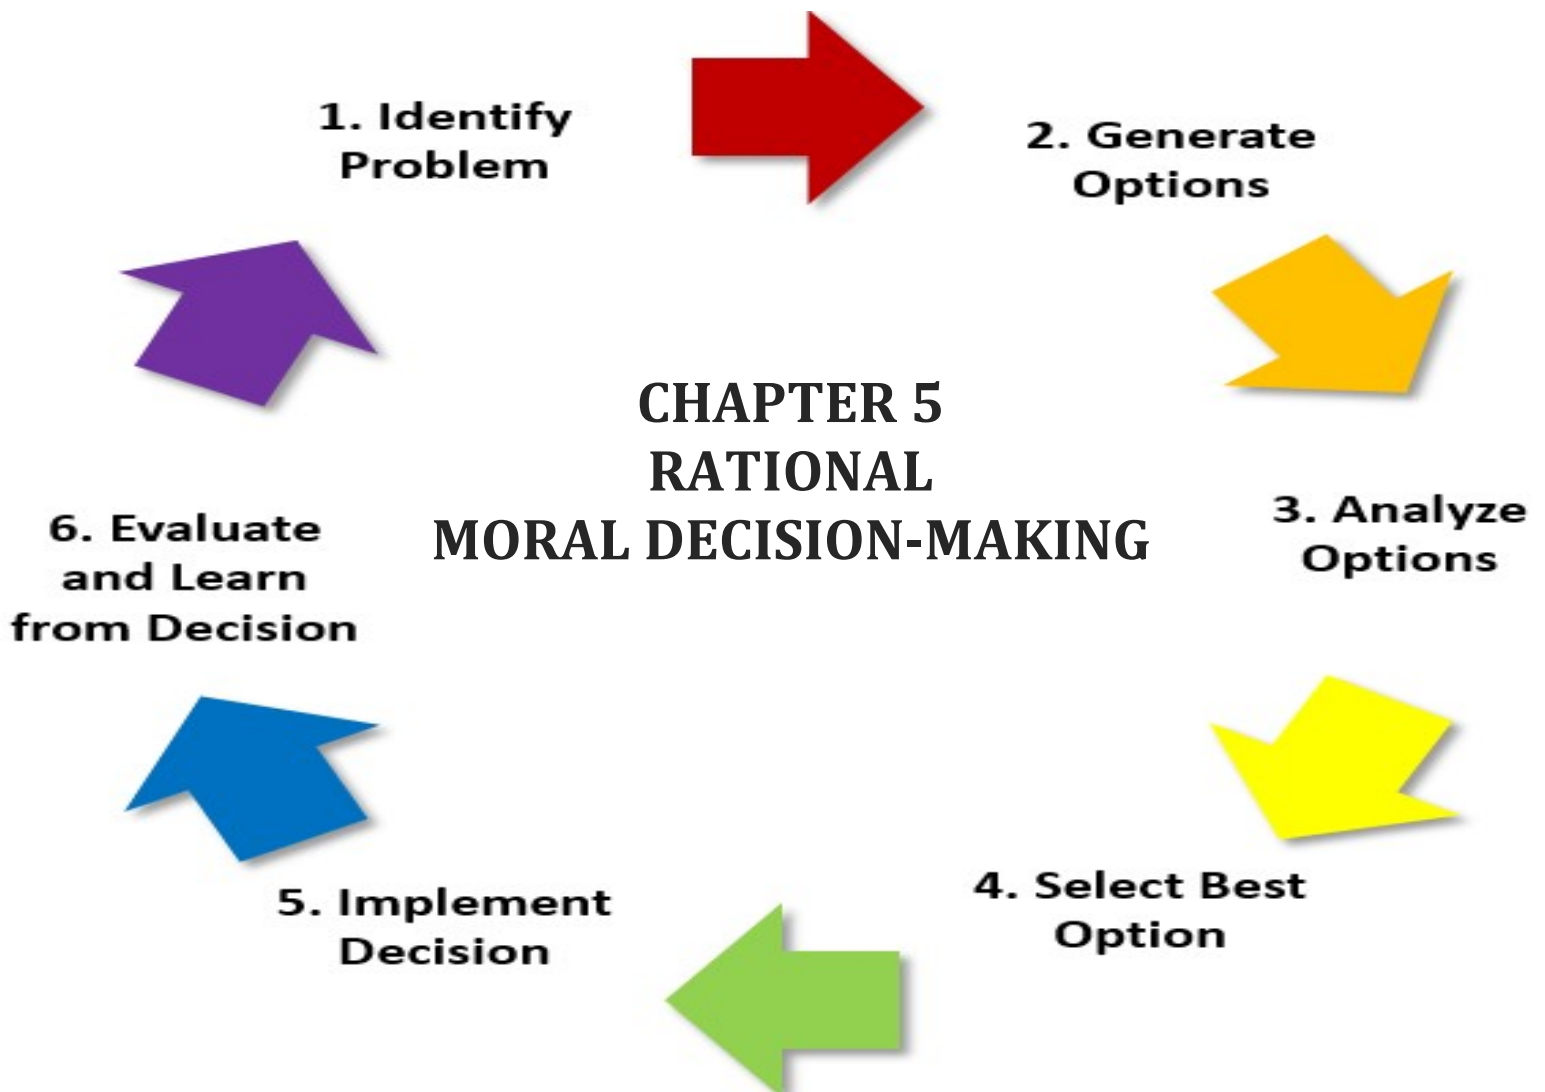 1. Identify
Problem
2. Generate
Options
CHAPTER 5
RATIONAL
MORAL DECISION-MAKING
3. Analyze
Options
4. Select Best
Option
5. Implement
Decision
6. Evaluate
and Learn
from Decision